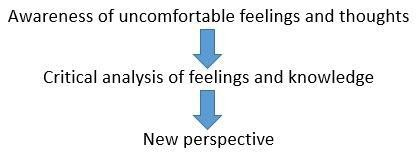 Awareness of uncomfortable feelings and thoughts
Critical analysis of feelings and knowledge
New perspective